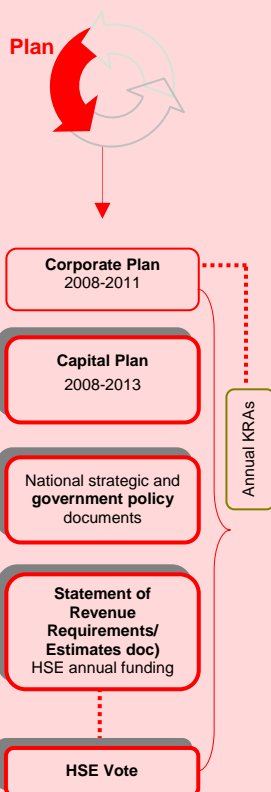 Plan
Corporate Plan
2008-2011
Capital Plan
2008-2013
Annual KRAs
National strategic and
government policy
documents
Statement of
Revenue
Requirements/
Estimates doc)
HSE annual funding
HSE Vote